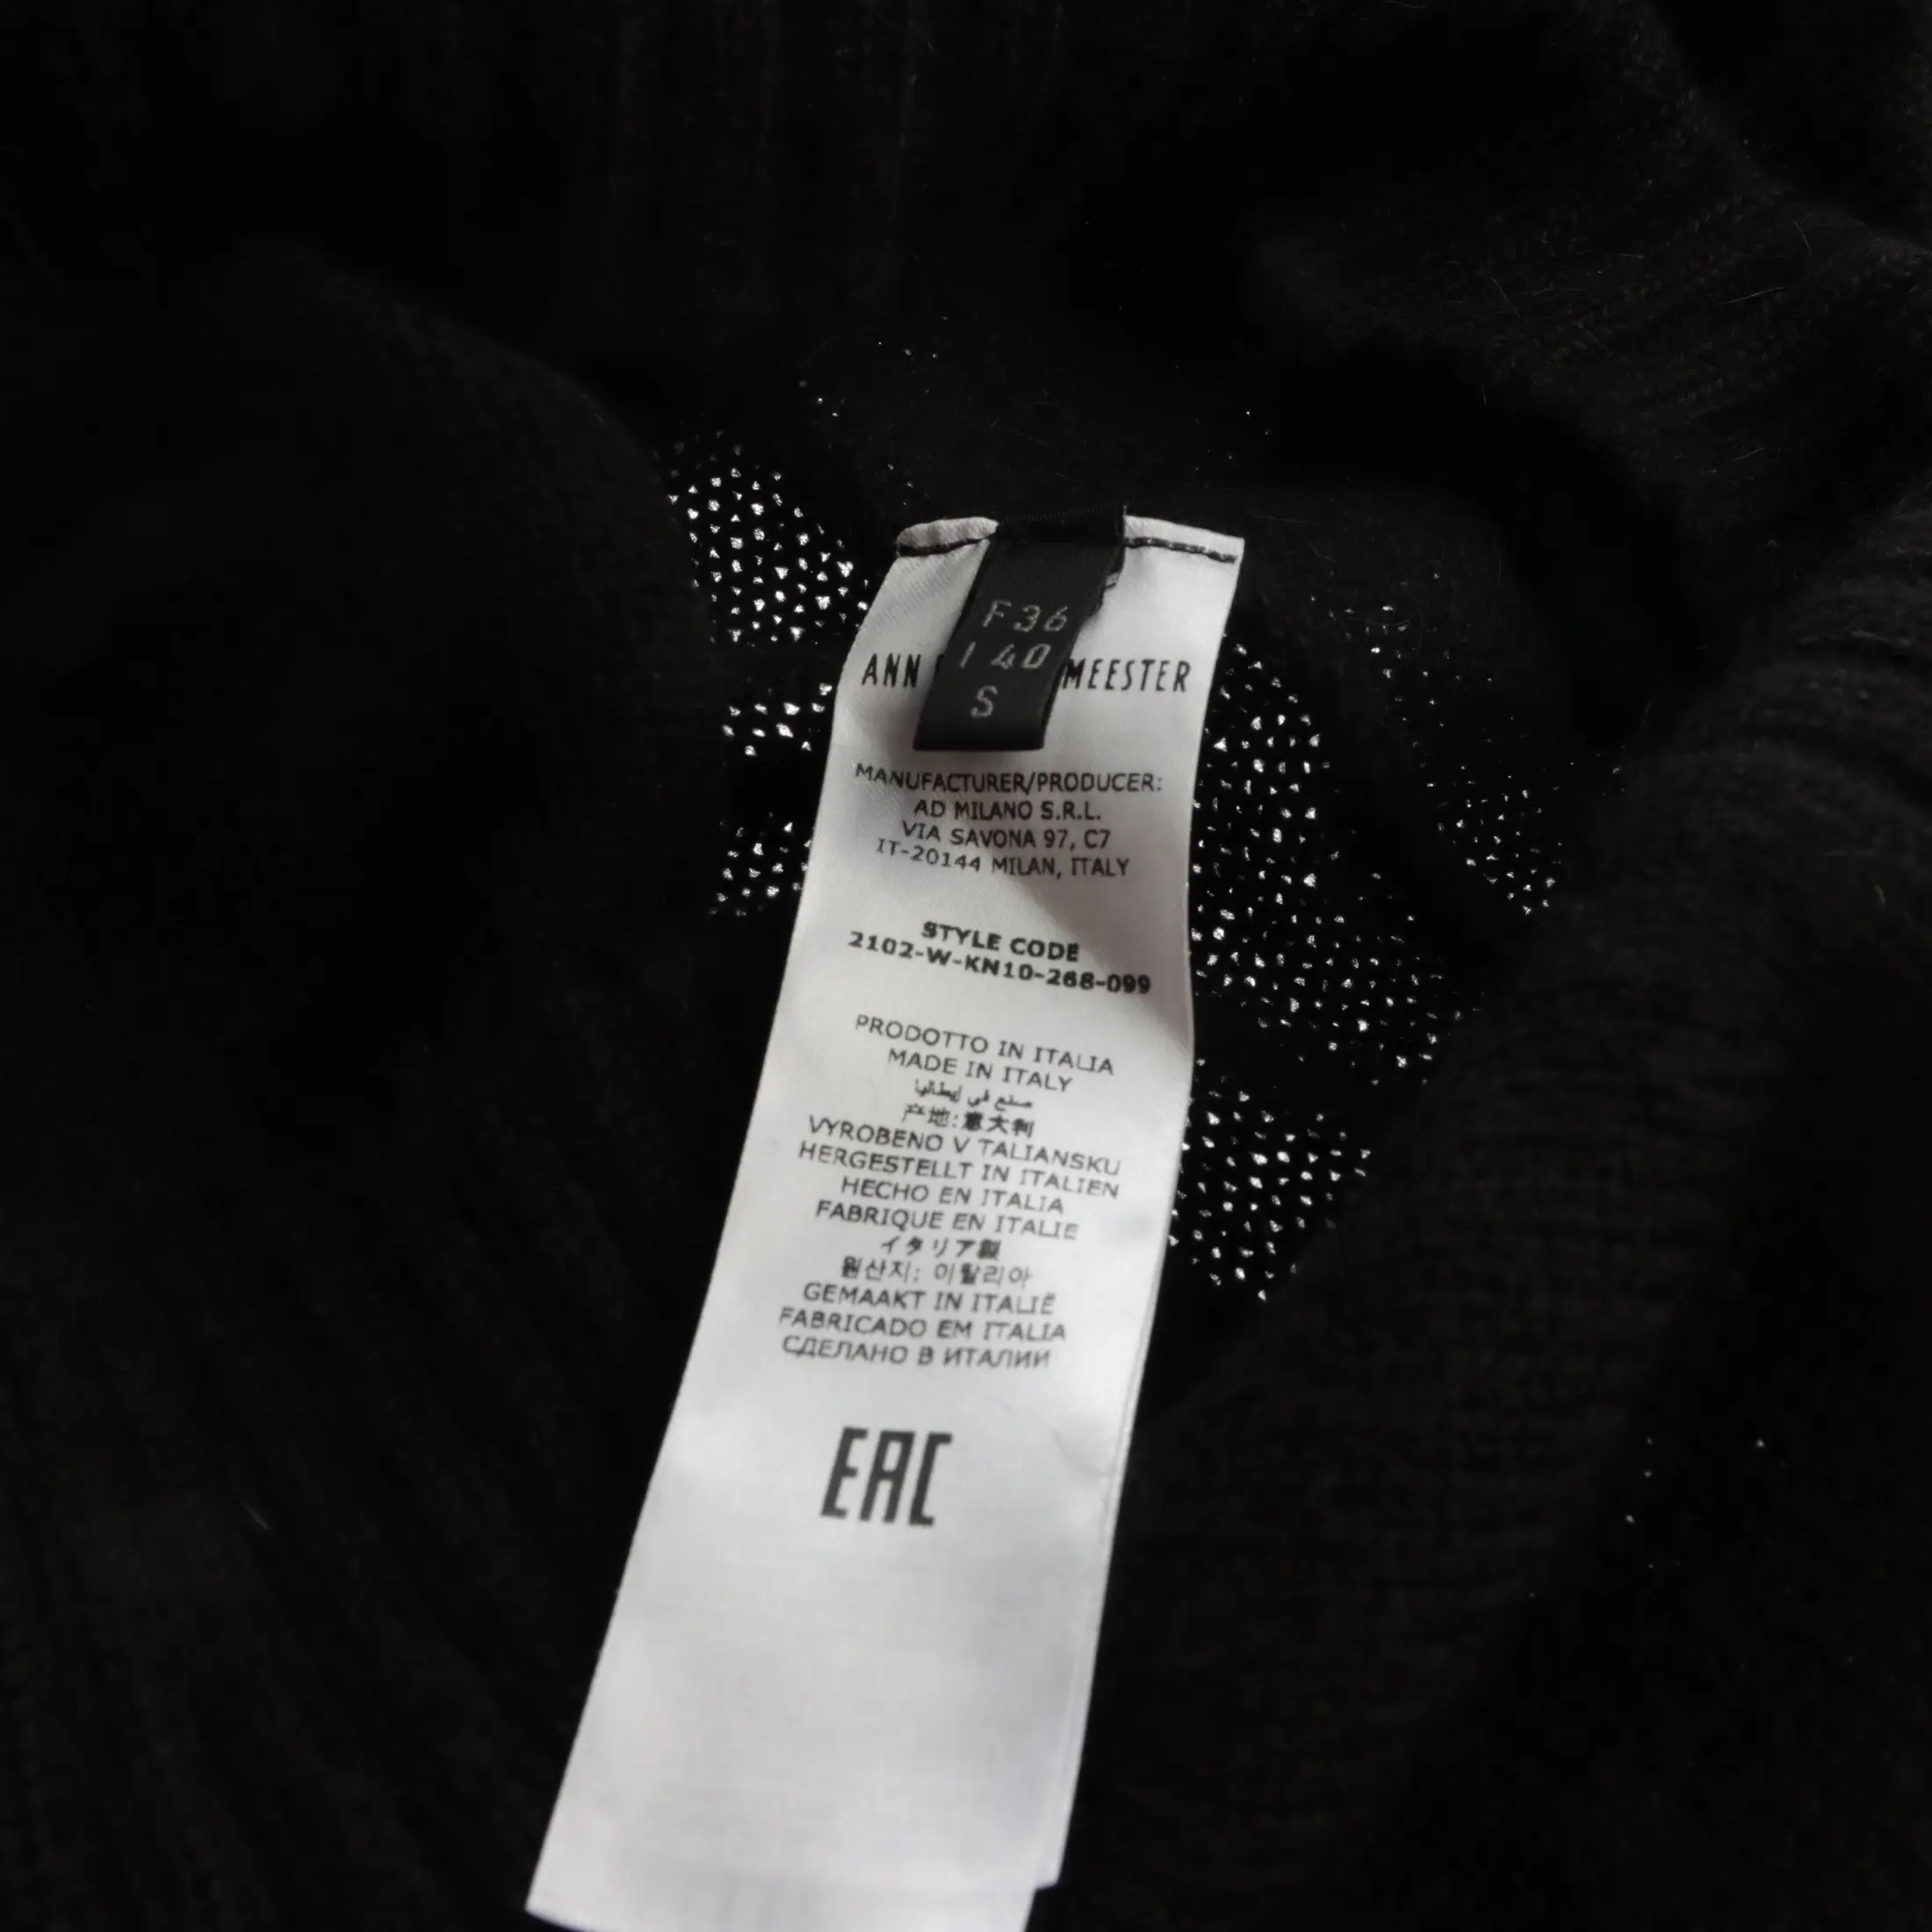 F 36
I 40
S
ANN MEESTER
MANUFACTURER/PRODUCER:
AD MILANO S.R.L.
VIA SAVONA 97, C7
IT-20144 MILAN, ITALY
STYLE CODE
2102-W-KN10-268-099
PRODOTTO IN ITALIA
MADE IN ITALY
صنع في إيطاليا
产地:意大利
VYROBENO V TALIANSKU
HERGESTELLT IN ITALIEN
HECHO EN ITALIA
FABRIQUE EN ITALIE
イタリア製
원산지: 이탈리아
GEMAAKT IN ITALIË
FABRICADO EM ITALIA
СДЕЛАНО В ИТАЛИИ
EAC